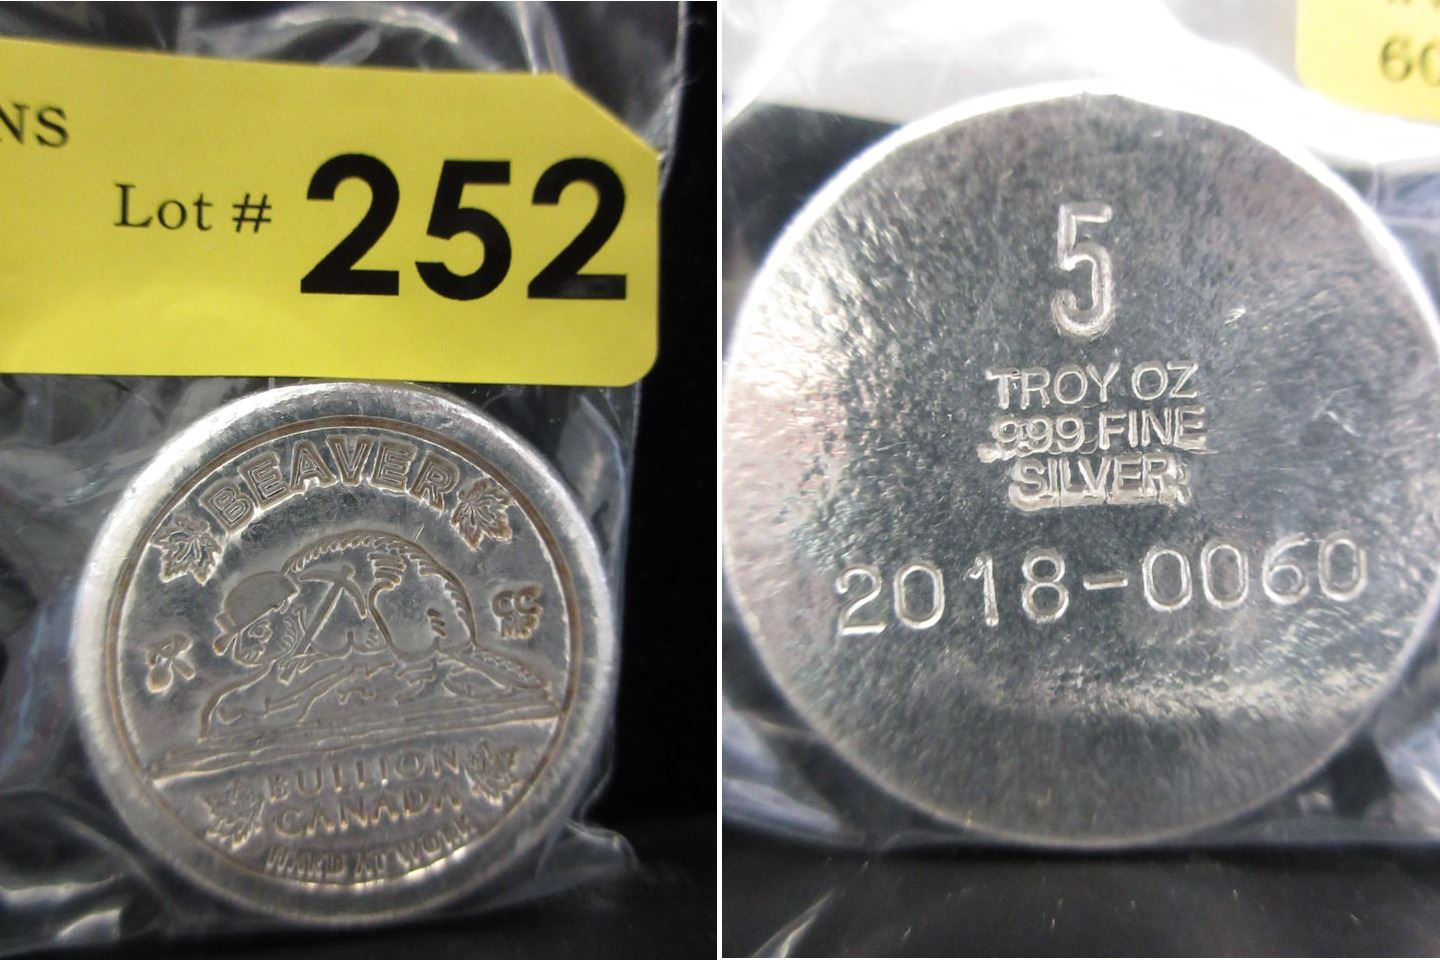 NS
Lot # 252
BEAVER
CC
MP
BULLION
CANADA
HARD AT WORK
60
5
TROY OZ
.999 FINE
SILVER
2018-0060